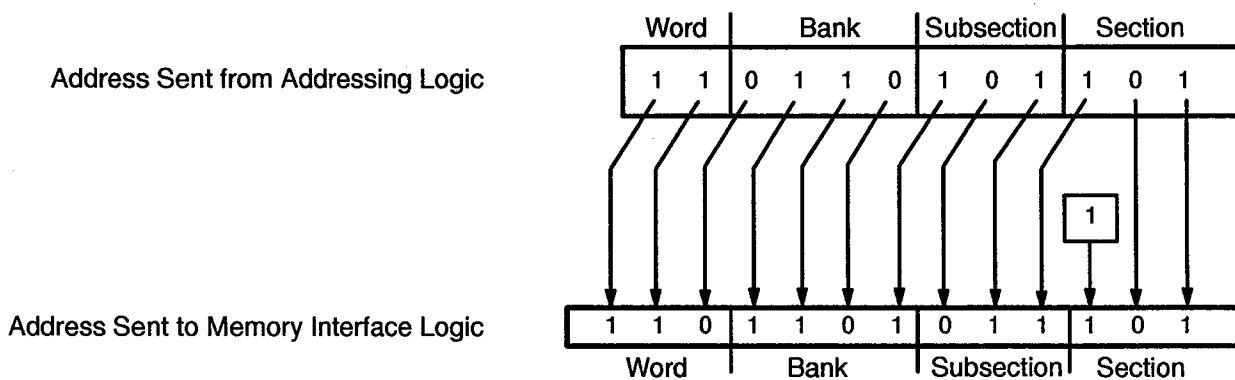 Word Bank Subsection Section
Address Sent from Addressing Logic 1 1 0 1 1 0 1 0 1 1 0 1
1
Address Sent to Memory Interface Logic 1 1 0 1 1 0 1 0 1 1 1 0 1
Word Bank Subsection Section